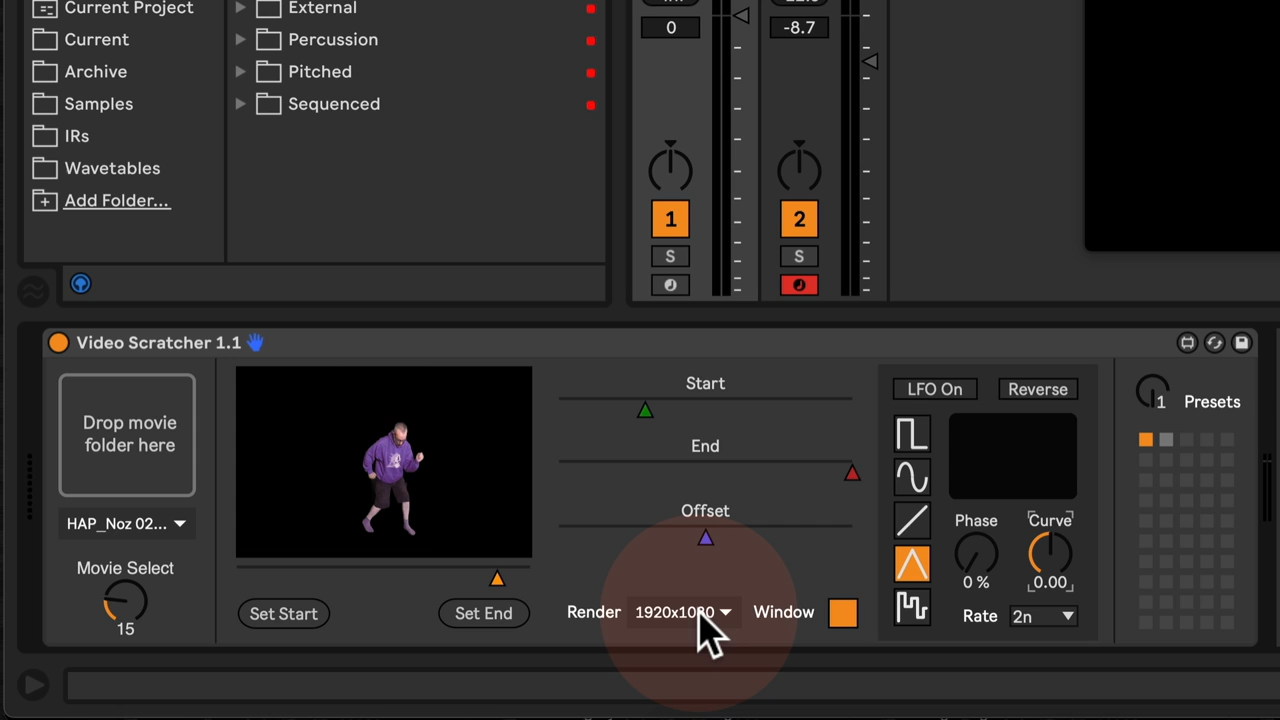 Current Project
Current
Archive
Samples
IRs
Wavetables
Add Folder...
External
Percussion
Pitched
Sequenced
0
-8.7
1
2
S
S
Video Scratcher 1.1
Drop movie
folder here
HAP_Noz 02...
Movie Select
15
Set Start
Set End
Start
End
Offset
Render
1920x1080
Window
LFO On
Reverse
Phase
0 %
Curve
0.00
Rate
2n
1
Presets